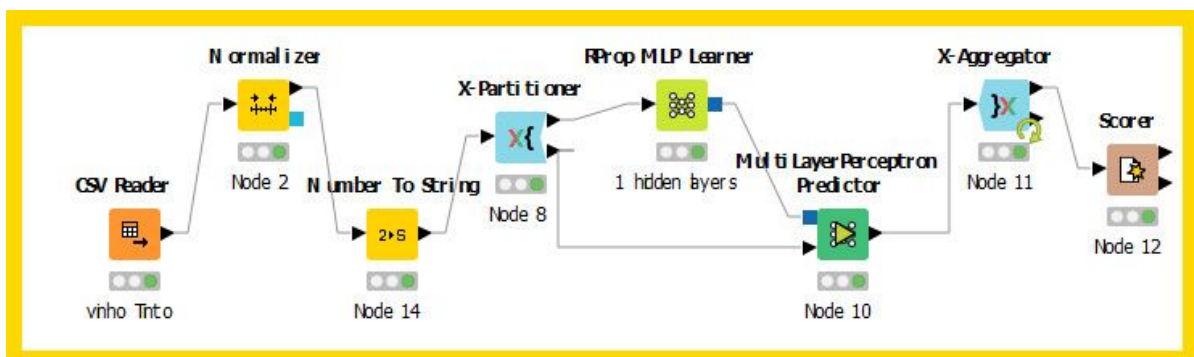 Normalizer
RProp MLP Learner
X-Aggregator
X-Partitioner
Scorer
MultiLayerPerceptron
Predictor
CSV Reader
Node 2
Number To String
1 hidden layers
Node 11
2▸S
Node 8
Node 12
vinho Tinto
Node 14
Node 10